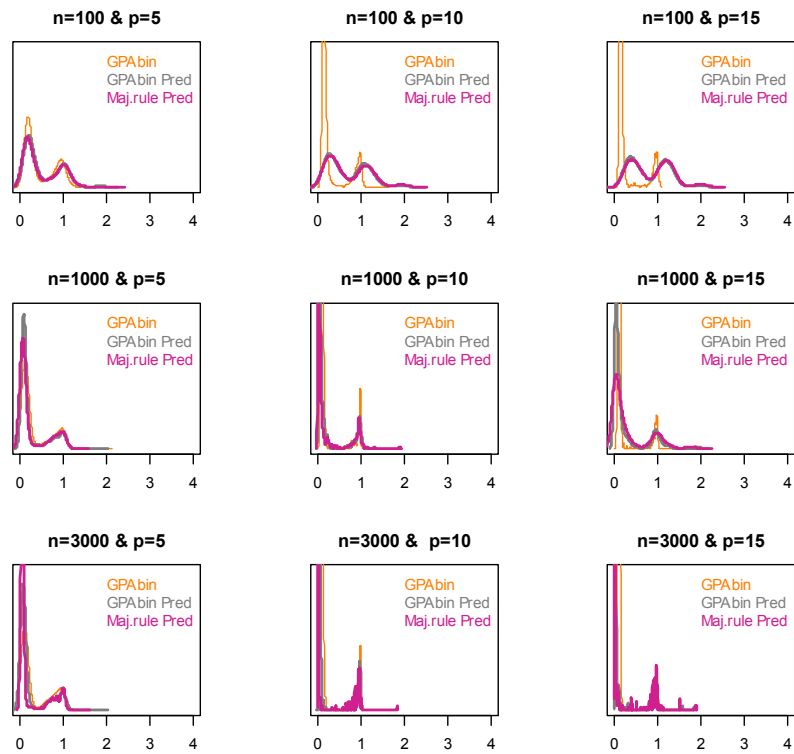 n=100 & p=5
GPAbin
GPAbin Pred
Maj.rule Pred
0 1 2 3 4
n=100 & p=10
GPAbin
GPAbin Pred
Maj.rule Pred
0 1 2 3 4
n=100 & p=15
GPAbin
GPAbin Pred
Maj.rule Pred
0 1 2 3 4
n=1000 & p=5
GPAbin
GPAbin Pred
Maj.rule Pred
0 1 2 3 4
n=1000 & p=10
GPAbin
GPAbin Pred
Maj.rule Pred
0 1 2 3 4
n=1000 & p=15
GPAbin
GPAbin Pred
Maj.rule Pred
0 1 2 3 4
n=3000 & p=5
GPAbin
GPAbin Pred
Maj.rule Pred
0 1 2 3 4
n=3000 & p=10
GPAbin
GPAbin Pred
Maj.rule Pred
0 1 2 3 4
n=3000 & p=15
GPAbin
GPAbin Pred
Maj.rule Pred
0 1 2 3 4